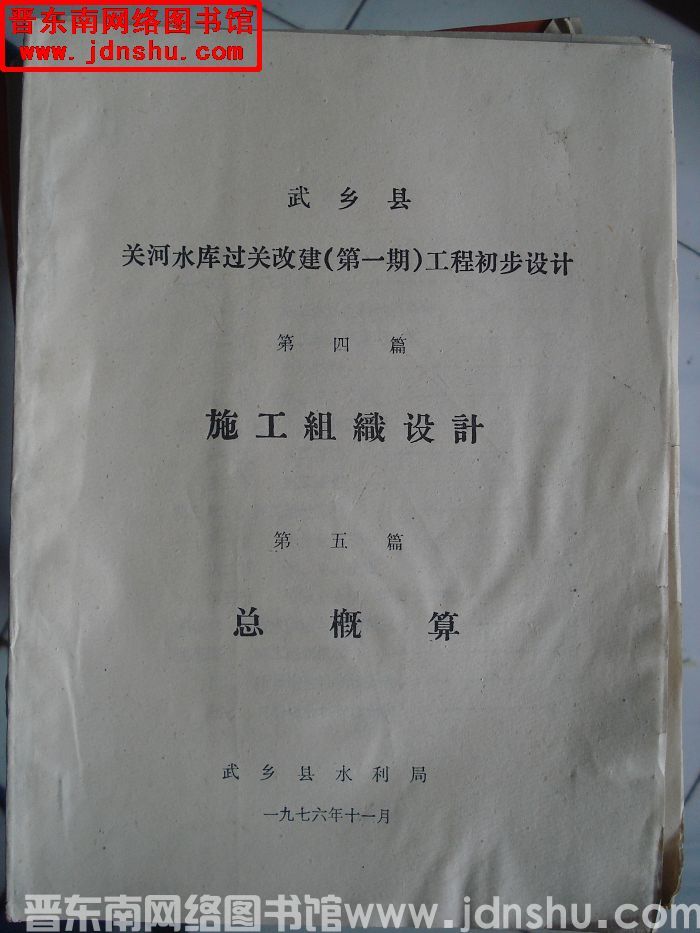 晋东南网络图书馆
www.jdnshu.com
武乡县
关河水库过关改建(第一期)工程初步设计
第四篇
施工組織设計
第五篇
总概算
武乡县水利局
一九七六年十一月
晋东南网络图书馆www.jdnshu.com